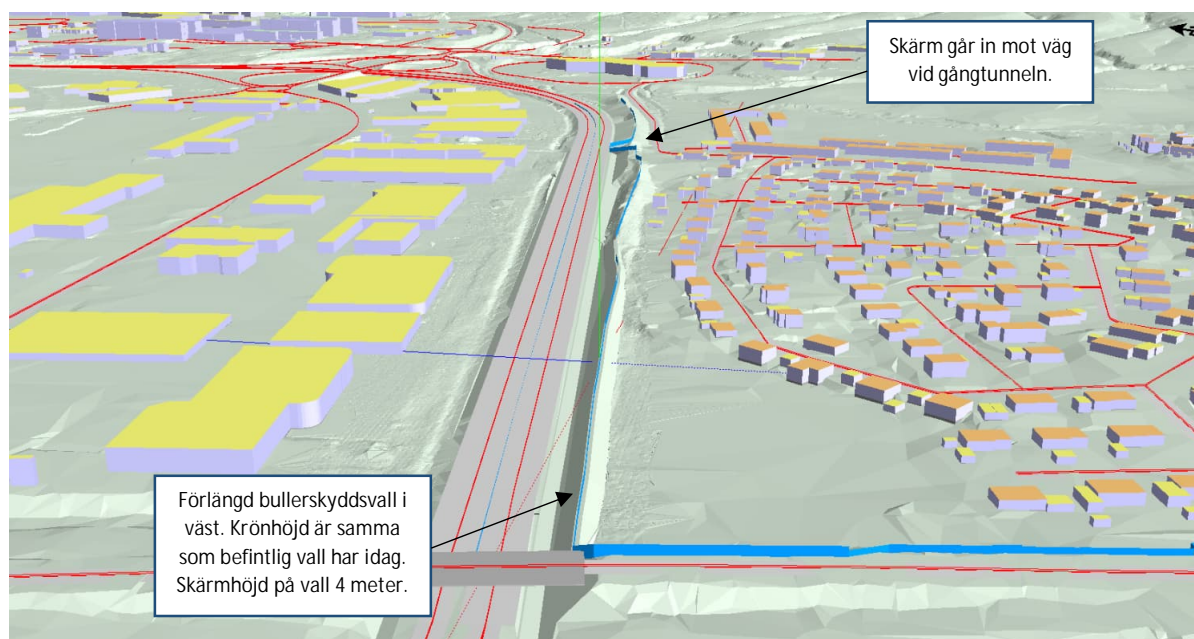 Skärm går in mot väg
vid gångtunneln.
Förlängd bullerskyddsvall i
väst. Krönhöjd är samma
som befintlig vall har idag.
Skärmhöjd på vall 4 meter.